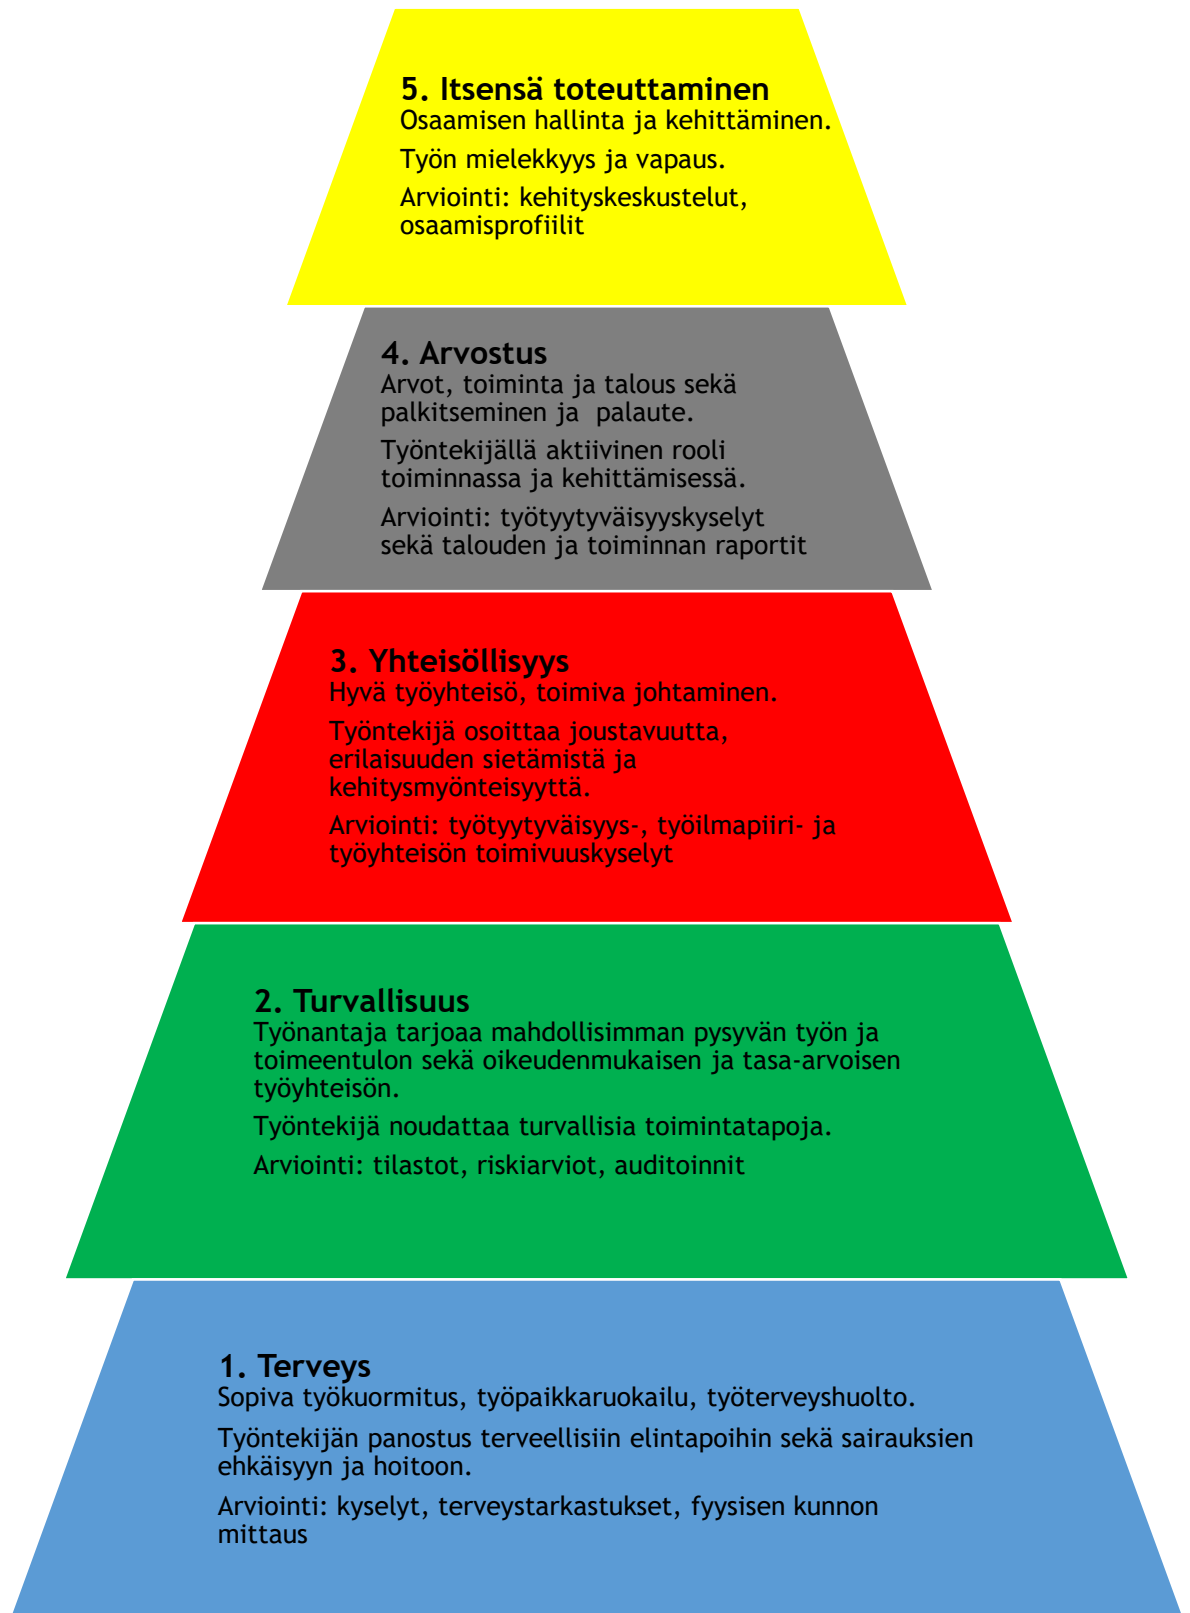 5. Itsensä toteuttaminen
Osaamisen hallinta ja kehittäminen.
Työn mielekkyys ja vapaus.
Arviointi: kehityskeskustelut,
osaamisprofiilit
4. Arvostus
Arvot, toiminta ja talous sekä
palkitseminen ja  palaute.
Työntekijällä aktiivinen rooli
toiminnassa ja kehittämisessä.
Arviointi: työtyytyväisyyskyselyt
sekä talouden ja toiminnan raportit
3. Yhteisöllisyys
Hyvä työyhteisö, toimiva johtaminen.
Työntekijä osoittaa joustavuutta,
erilaisuuden sietämistä ja
kehitysmyönteisyyttä.
Arviointi: työtyytyväisyys-, työilmapiiri- ja
työyhteisön toimivuuskyselyt
2. Turvallisuus
Työnantaja tarjoaa mahdollisimman pysyvän työn ja
toimeentulon sekä oikeudenmukaisen ja tasa-arvoisen
työyhteisön.
Työntekijä noudattaa turvallisia toimintatapoja.
Arviointi: tilastot, riskiarviot, auditoinnit
1. Terveys
Sopiva työkuormitus, työpaikkaruokailu, työterveyshuolto.
Työntekijän panostus terveellisiin elintapoihin sekä sairauksien
ehkäisyyn ja hoitoon.
Arviointi: kyselyt, terveystarkastukset, fyysisen kunnon
mittaus